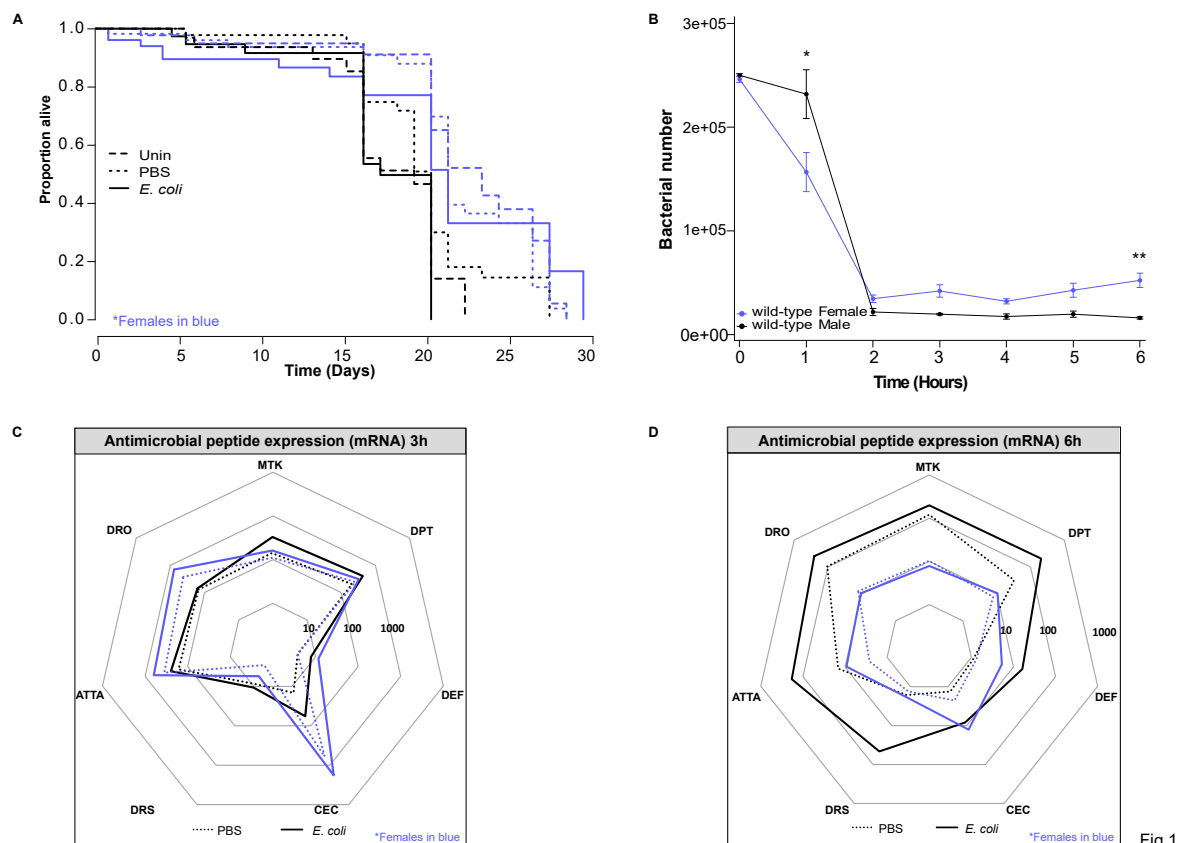 A
1.0
0.8
0.6
0.4
0.2
0.0
Proportion alive
Unin
PBS
E. coli
*Females in blue
0 5 10 15 20 25 30
Time (Days)
B
3e+05
2e+05
1e+05
0e+00
Bacterial number
*
**
wild-type Female
wild-type Male
0 1 2 3 4 5 6
Time (Hours)
C
Antimicrobial peptide expression (mRNA) 3h
MTK
DRO
DPT
10 100 1000
ATTA
DEF
DRS
CEC
PBS E. coli
*Females in blue
D
Antimicrobial peptide expression (mRNA) 6h
MTK
DRO
DPT
10 100 1000
ATTA
DEF
DRS
CEC
PBS E. coli
*Females in blue
Fig 1